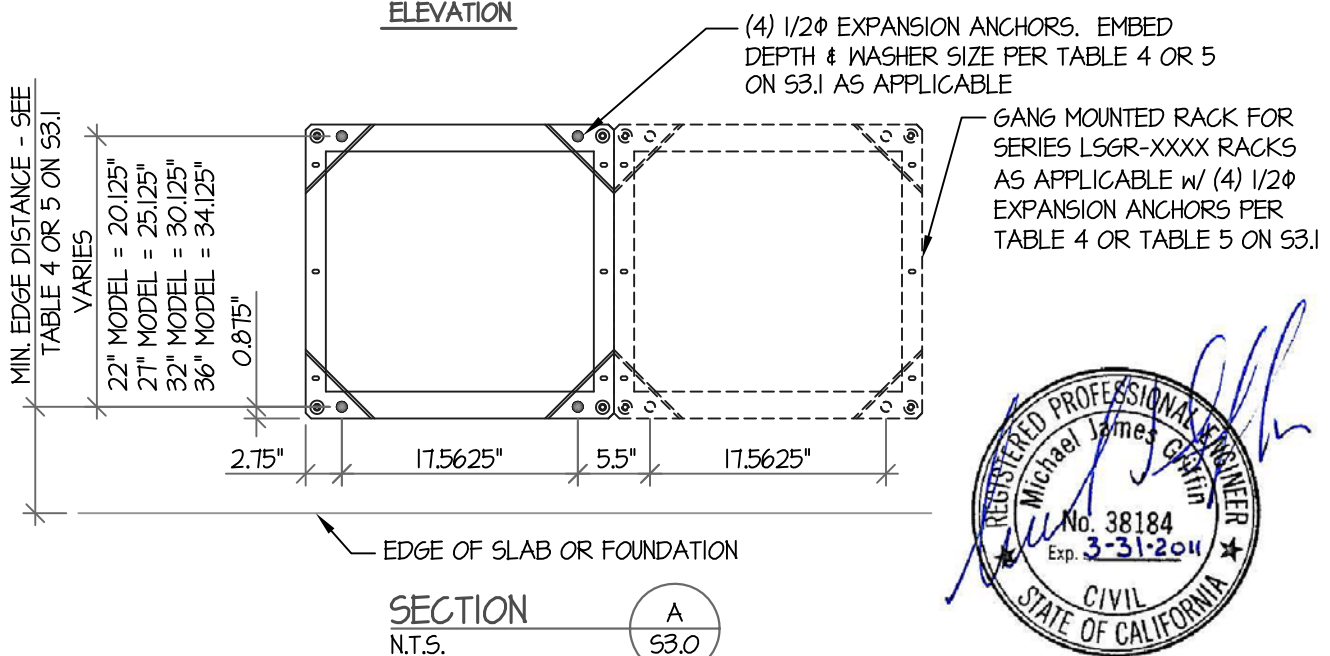 ELEVATION
(4) 1/2Φ EXPANSION ANCHORS. EMBED
DEPTH & WASHER SIZE PER TABLE 4 OR 5
ON S3.1 AS APPLICABLE
GANG MOUNTED RACK FOR
SERIES LSGR-XXXX RACKS
AS APPLICABLE w/ (4) 1/2Φ
EXPANSION ANCHORS PER
TABLE 4 OR TABLE 5 ON S3.1
MIN. EDGE DISTANCE - SEE
TABLE 4 OR 5 ON S3.1
VARIES
22" MODEL = 20.125"
27" MODEL = 25.125"
32" MODEL = 30.125"
36" MODEL = 34.125"
0.875"
2.75"
17.5625"
5.5"
17.5625"
EDGE OF SLAB OR FOUNDATION
SECTION
N.T.S.
A
S3.0
REGISTERED PROFESSIONAL ENGINEER
Michael James Griffin
No. 38184
Exp. 3-31-2011
CIVIL
STATE OF CALIFORNIA